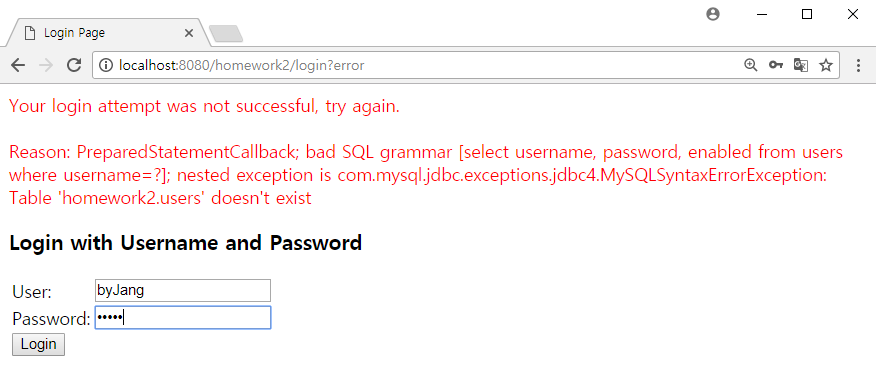 Login Page
localhost:8080/homework2/login?error
Your login attempt was not successful, try again.
Reason: PreparedStatementCallback; bad SQL grammar [select username, password, enabled from users
where username=?]; nested exception is com.mysql.jdbc.exceptions.jdbc4.MySQLSyntaxErrorException:
Table 'homework2.users' doesn't exist
Login with Username and Password
User: byJang
Password: •••••
Login